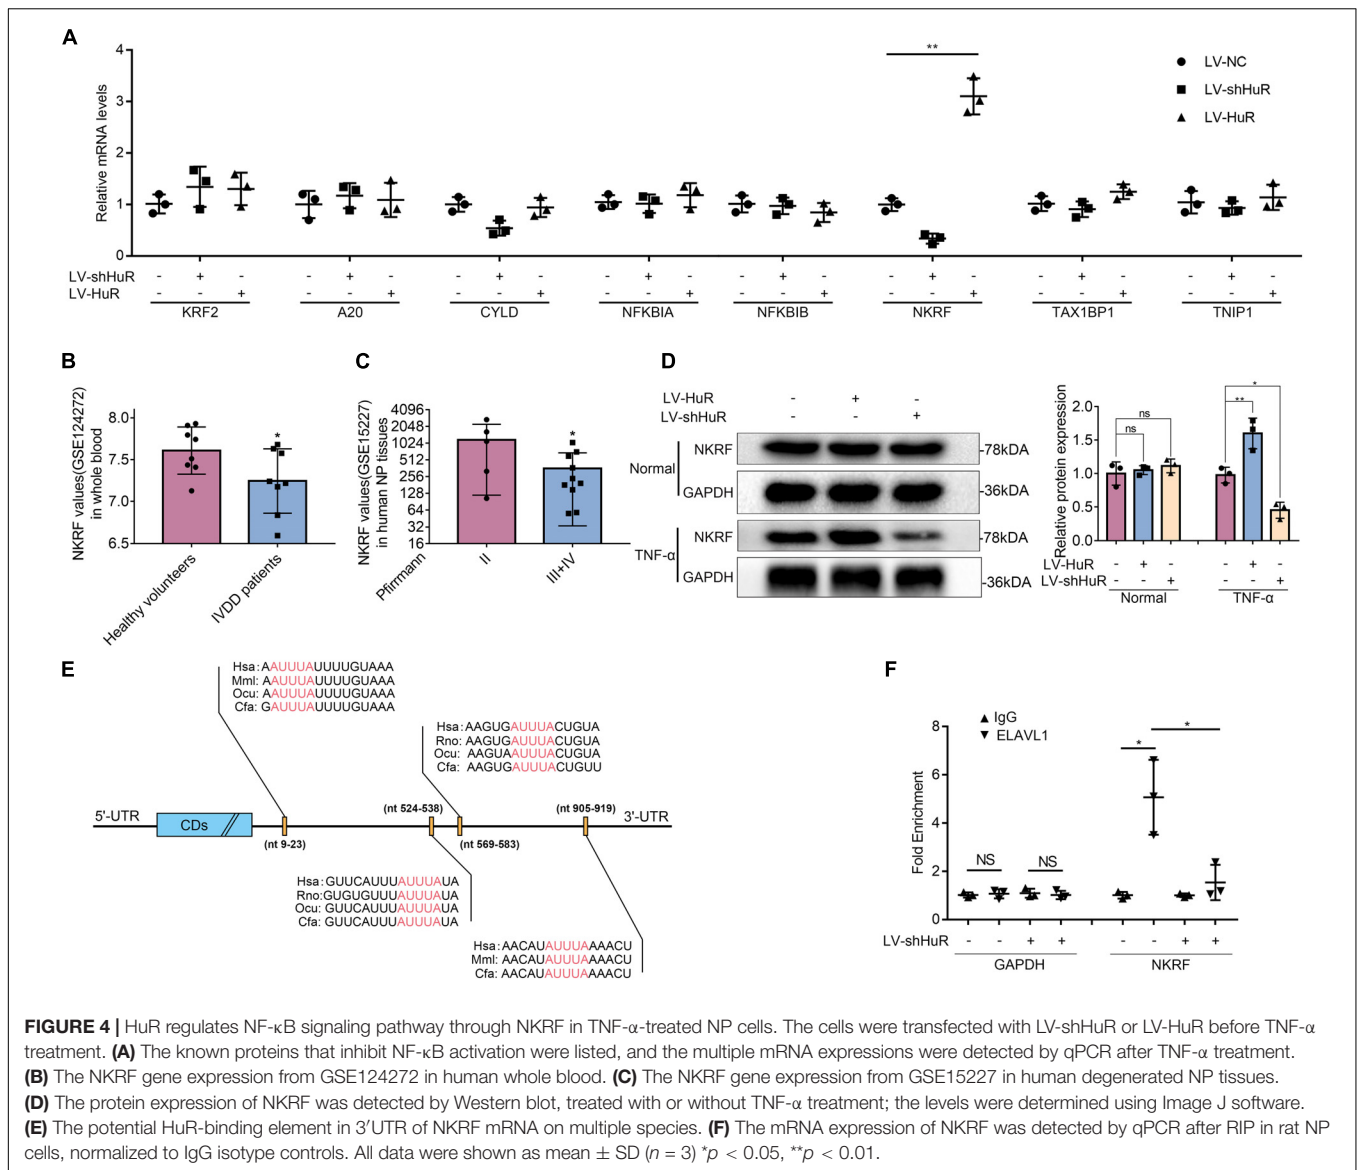 A
Relative mRNA levels
4
3
2
1
0
LV-NC
LV-shHuR
LV-HuR
**
LV-shHuR - + - - + - - + - - + - - + - - + - - + - - + -
LV-HuR - - + - - + - - + - - + - - + - - + - - + - - +
KRF2 A20 CYLD NFKBIA NFKBIB NKRF TAX1BP1 TNIP1
B
NKRF values(GSE124272)
in whole blood
8.0
7.5
7.0
6.5
*
Healthy volunteers
IVDD patients
C
NKRF values(GSE15227)
in human NP tissues
4096
2048
1024
512
256
128
64
32
16
*
Pfirrmann
II
III+IV
D
LV-HuR - + -
LV-shHuR - - +
Normal
NKRF -78kDA
GAPDH -36kDA
TNF-α
NKRF -78kDA
GAPDH -36kDA
Relative protein expression
2.0
1.5
1.0
0.5
0.0
ns
ns
*
**
LV-HuR - + - - + -
LV-shHuR - - + - - +
Normal TNF-α
E
Hsa: AAUUUAUUUUGUAAA
Mml: AAUUUAUUUUGUAAA
Ocu: AAUUUAUUUUGUAAA
Cfa: GAUUUAUUUUGUAAA
Hsa: AAGUGAUUUACUGUA
Rno: AAGUGAUUUACUGUA
Ocu: AAGUAAUUUACUGUA
Cfa: AAGUGAUUUACUGUU
5'-UTR
CDs
(nt 9-23)
(nt 524-538)
(nt 569-583)
(nt 905-919)
3'-UTR
Hsa: GUUCAUUUAUUUAUA
Rno: GUGUGUUUAUUUAUA
Ocu: GUUCAUUUAUUUAUA
Cfa: GUUCAUUUAUUUAUA
Hsa: AACAUAUUUAAAACU
Mml: AACAUAUUUAAAACU
Cfa: AACAUAUUUAAAACU
F
Fold Enrichment
8
6
4
2
0
IgG
ELAVL1
NS
NS
*
*
LV-shHuR - - + + - - + +
GAPDH NKRF
FIGURE 4 | HuR regulates NF-κB signaling pathway through NKRF in TNF-α-treated NP cells. The cells were transfected with LV-shHuR or LV-HuR before TNF-α
treatment. (A) The known proteins that inhibit NF-κB activation were listed, and the multiple mRNA expressions were detected by qPCR after TNF-α treatment.
(B) The NKRF gene expression from GSE124272 in human whole blood. (C) The NKRF gene expression from GSE15227 in human degenerated NP tissues.
(D) The protein expression of NKRF was detected by Western blot, treated with or without TNF-α treatment; the levels were determined using Image J software.
(E) The potential HuR-binding element in 3′UTR of NKRF mRNA on multiple species. (F) The mRNA expression of NKRF was detected by qPCR after RIP in rat NP
cells, normalized to IgG isotype controls. All data were shown as mean ± SD (n = 3) *p < 0.05, **p < 0.01.